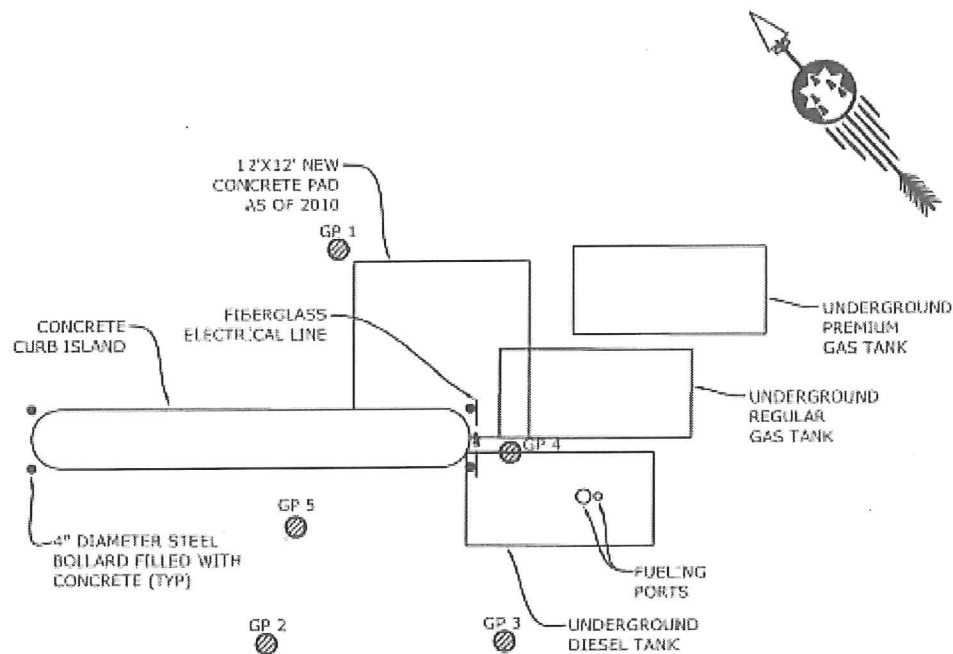 12'X12' NEW
CONCRETE PAD
AS OF 2010
GP 1
FIBERGLASS
ELECTRICAL LINE
CONCRETE
CURB ISLAND
UNDERGROUND
PREMIUM
GAS TANK
UNDERGROUND
REGULAR
GAS TANK
GP 4
GP 5
4" DIAMETER STEEL
BOLLARD FILLED WITH
CONCRETE (TYP)
FUELING
PORTS
GP 2
GP 3
UNDERGROUND
DIESEL TANK